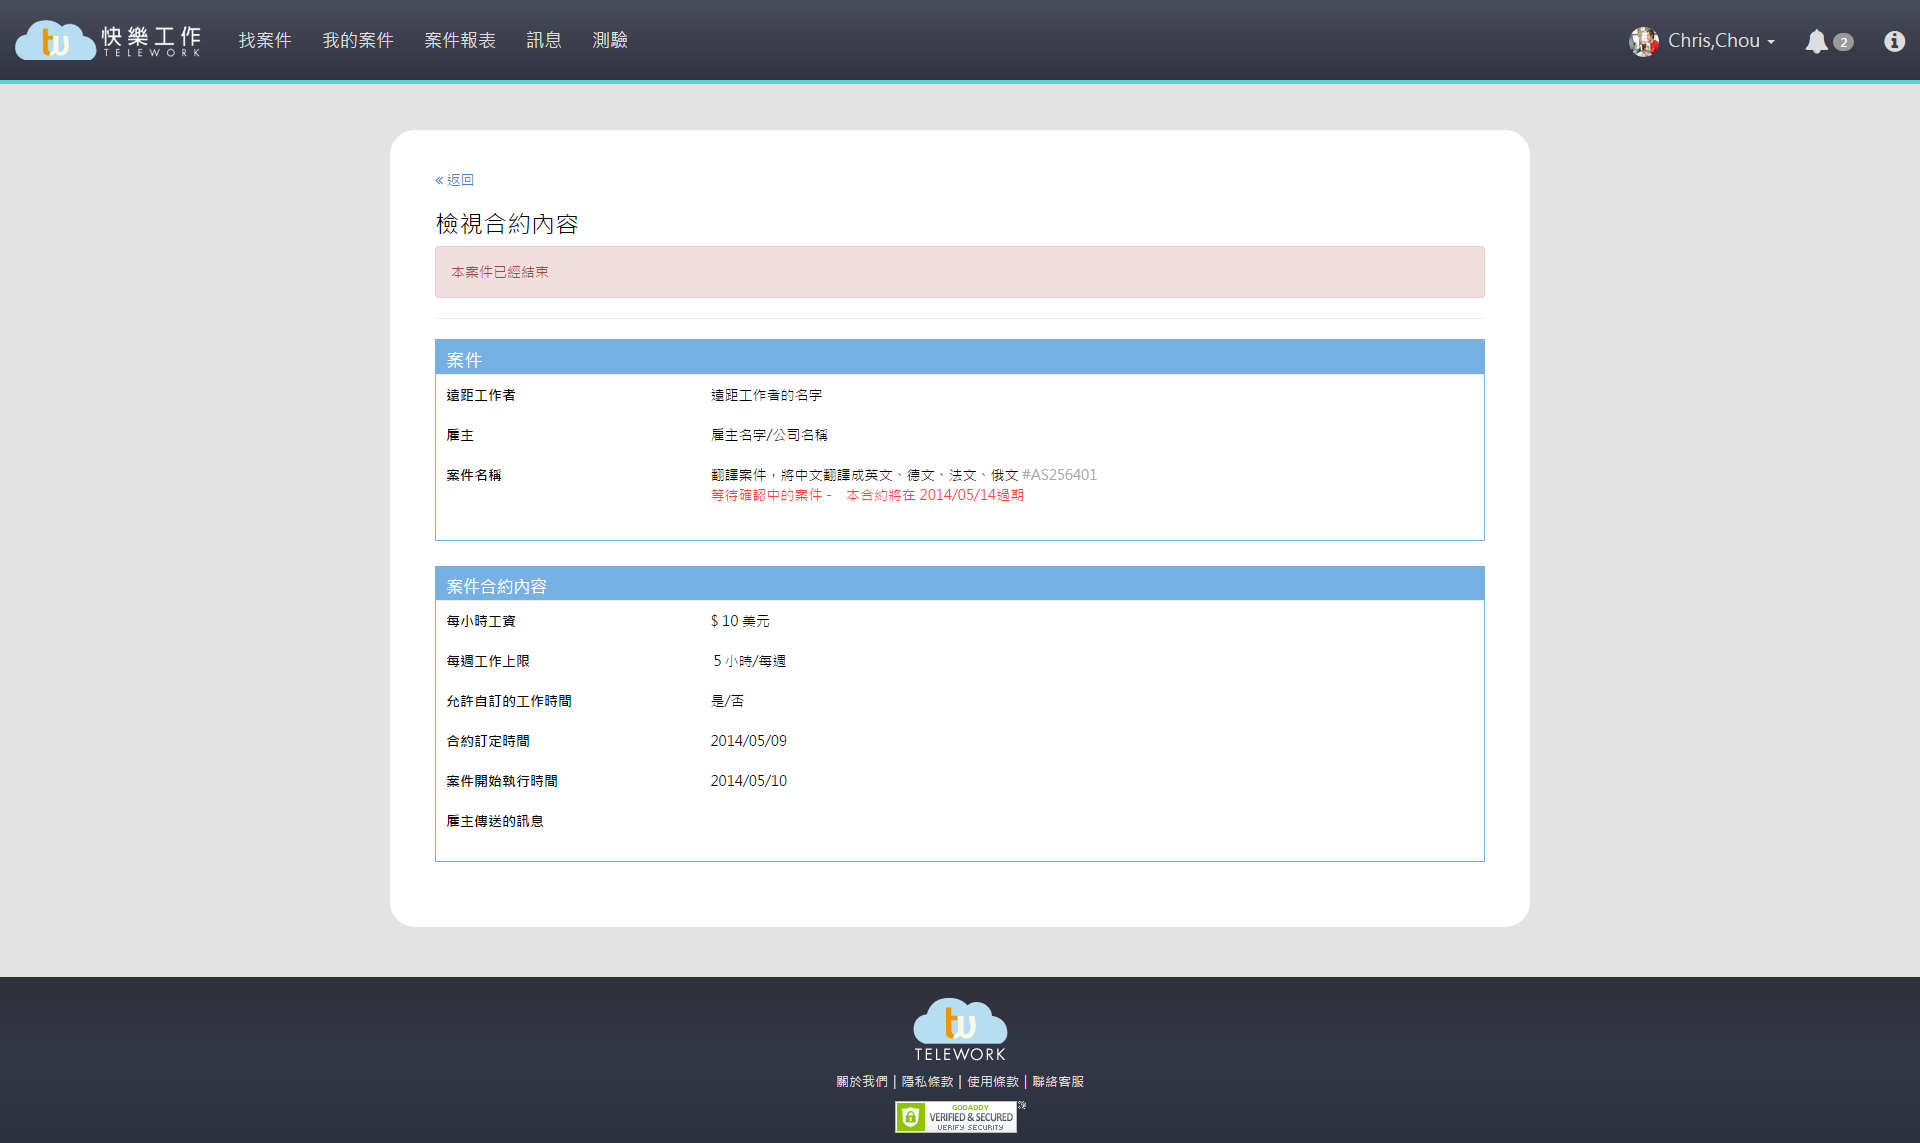 tw 快樂工作
TELEWORK
找案件 我的案件 案件報表 訊息 測驗
Chris,Chou
2
« 返回
檢視合約內容
本案件已經結束
案件
遠距工作者 遠距工作者的名字
雇主 雇主名字/公司名稱
案件名稱 翻譯案件，將中文翻譯成英文、德文、法文、俄文 #AS256401
等待確認中的案件 - 本合約將在 2014/05/14過期
案件合約內容
每小時工資 $ 10 美元
每週工作上限 5 小時/每週
允許自訂的工作時間 是/否
合約訂定時間 2014/05/09
案件開始執行時間 2014/05/10
雇主傳送的訊息
tw
TELEWORK
關於我們 | 隱私條款 | 使用條款 | 聯絡客服
GODADDY
VERIFIED & SECURED
VERIFY SECURITY